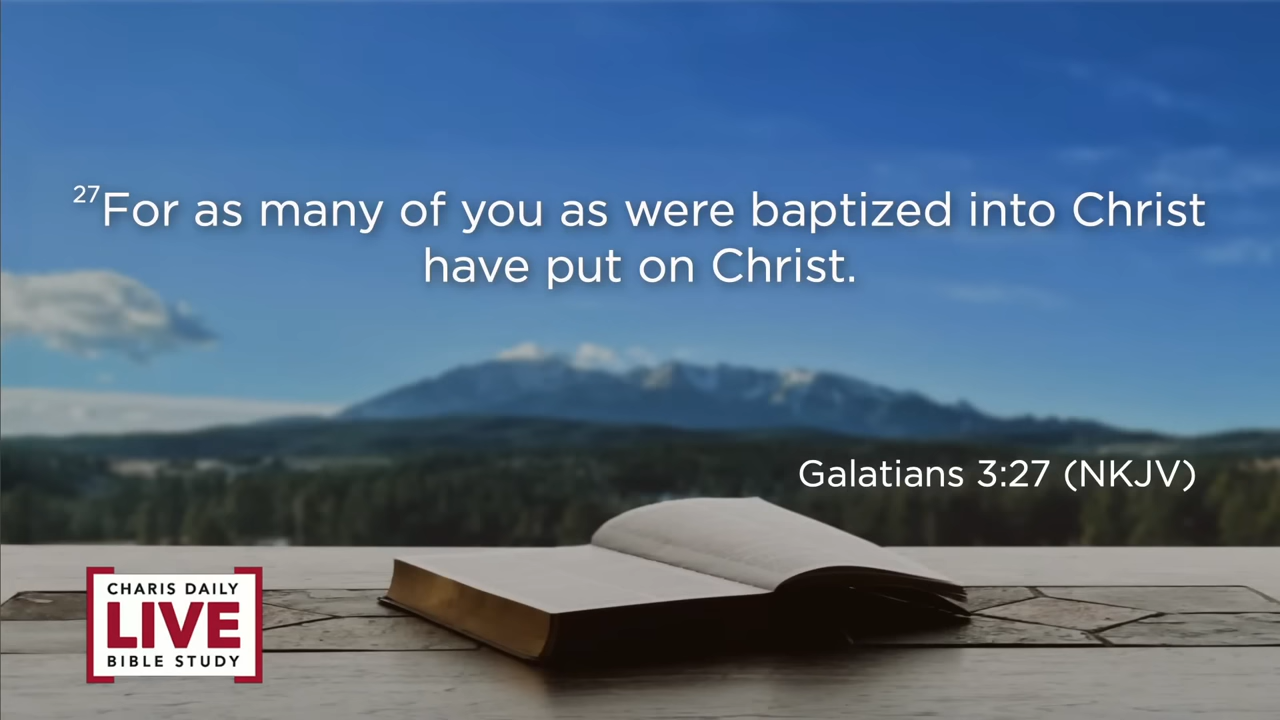 27For as many of you as were baptized into Christ
have put on Christ.
Galatians 3:27 (NKJV)
CHARIS DAILY
LIVE
BIBLE STUDY